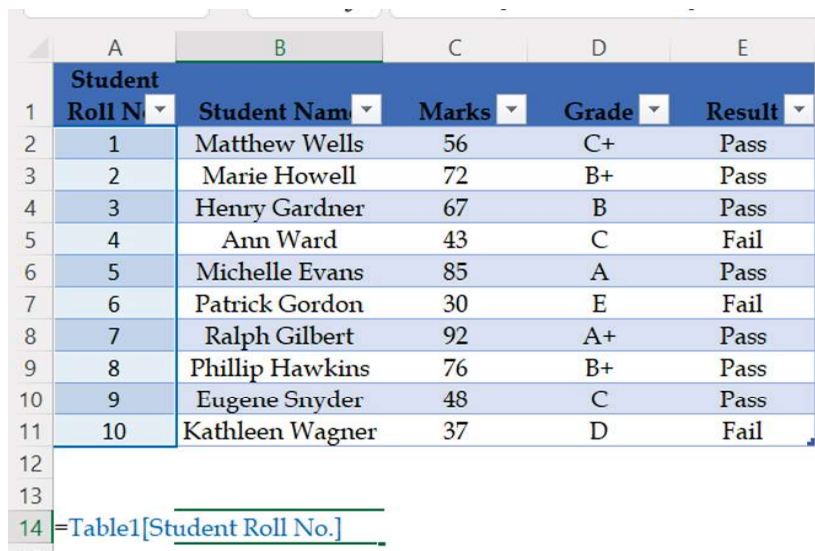 A B C D E
Student
1 Roll N Student Nam Marks Grade Result
2 1 Matthew Wells 56 C+ Pass
3 2 Marie Howell 72 B+ Pass
4 3 Henry Gardner 67 B Pass
5 4 Ann Ward 43 C Fail
6 5 Michelle Evans 85 A Pass
7 6 Patrick Gordon 30 E Fail
8 7 Ralph Gilbert 92 A+ Pass
9 8 Phillip Hawkins 76 B+ Pass
10 9 Eugene Snyder 48 C Pass
11 10 Kathleen Wagner 37 D Fail
12
13
14 =Table1[Student Roll No.]